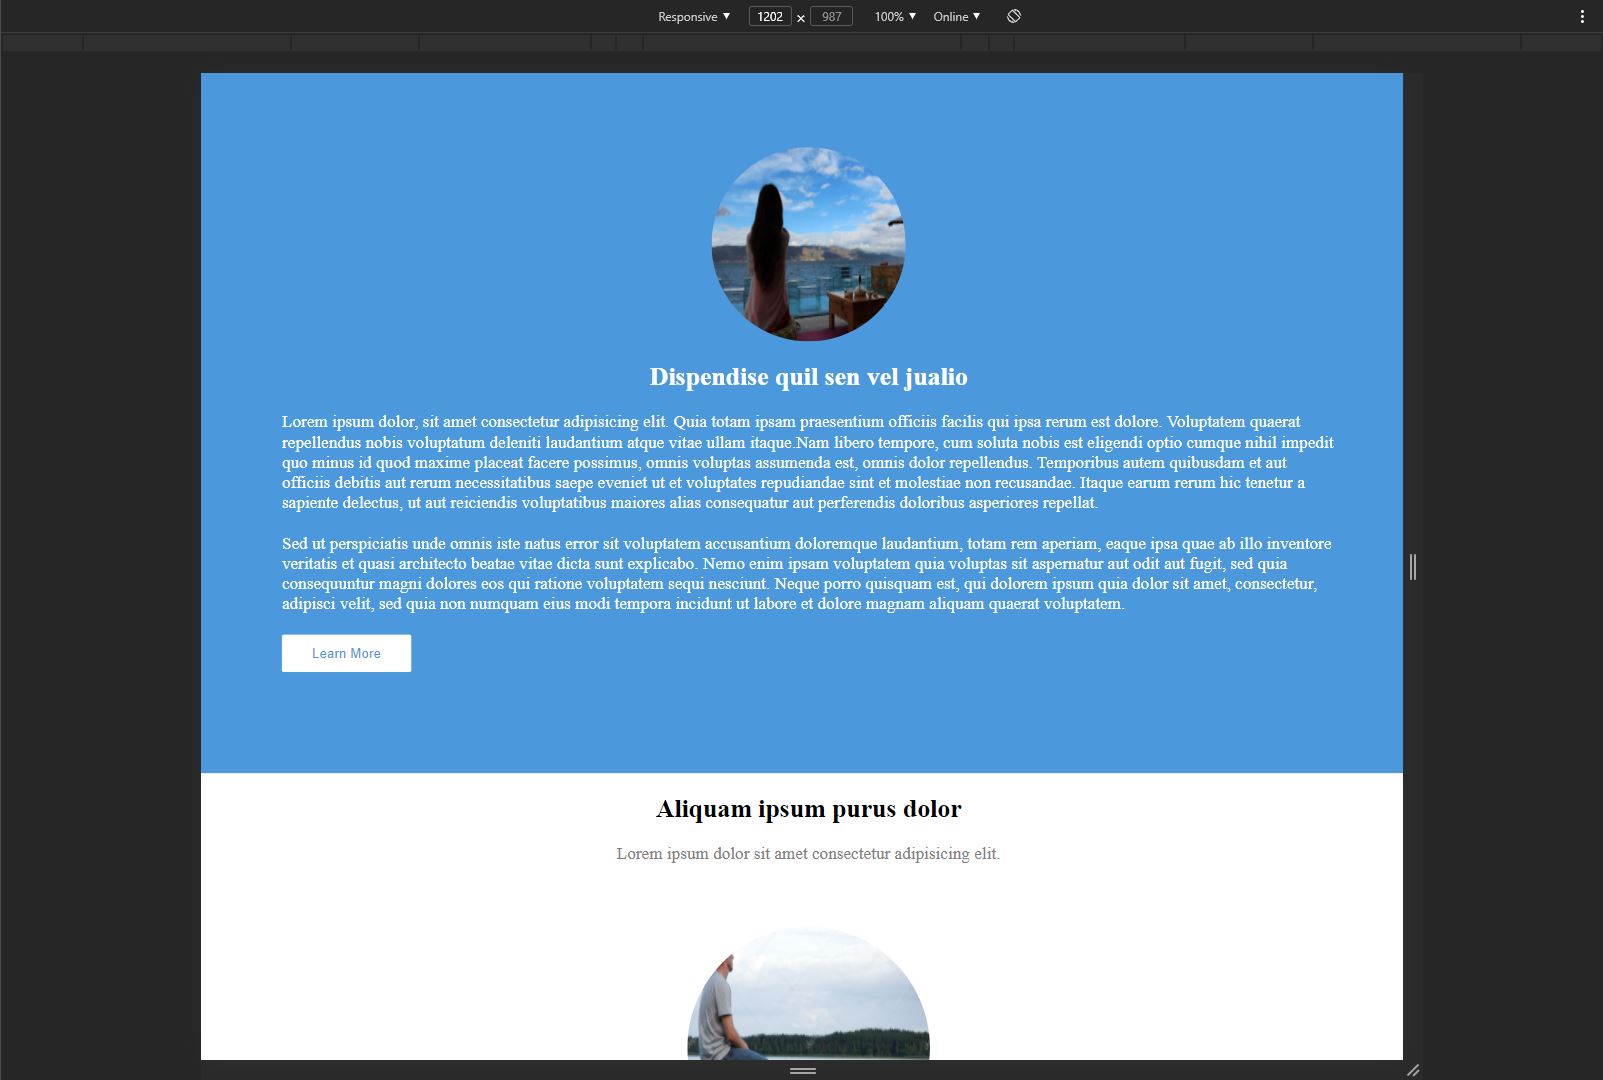 Responsive ▼ 1202 × 987 100% ▼ Online ▼
Dispendise quil sen vel jualio
Lorem ipsum dolor, sit amet consectetur adipisicing elit. Quia totam ipsam praesentium officiis facilis qui ipsa rerum est dolore. Voluptatem quaerat
repellendus nobis voluptatum deleniti laudantium atque vitae ullam itaque.Nam libero tempore, cum soluta nobis est eligendi optio cumque nihil impedit
quo minus id quod maxime placeat facere possimus, omnis voluptas assumenda est, omnis dolor repellendus. Temporibus autem quibusdam et aut
officiis debitis aut rerum necessitatibus saepe eveniet ut et voluptates repudiandae sint et molestiae non recusandae. Itaque earum rerum hic tenetur a
sapiente delectus, ut aut reiciendis voluptatibus maiores alias consequatur aut perferendis doloribus asperiores repellat.
Sed ut perspiciatis unde omnis iste natus error sit voluptatem accusantium doloremque laudantium, totam rem aperiam, eaque ipsa quae ab illo inventore
veritatis et quasi architecto beatae vitae dicta sunt explicabo. Nemo enim ipsam voluptatem quia voluptas sit aspernatur aut odit aut fugit, sed quia
consequuntur magni dolores eos qui ratione voluptatem sequi nesciunt. Neque porro quisquam est, qui dolorem ipsum quia dolor sit amet, consectetur,
adipisci velit, sed quia non numquam eius modi tempora incidunt ut labore et dolore magnam aliquam quaerat voluptatem.
Learn More
Aliquam ipsum purus dolor
Lorem ipsum dolor sit amet consectetur adipisicing elit.